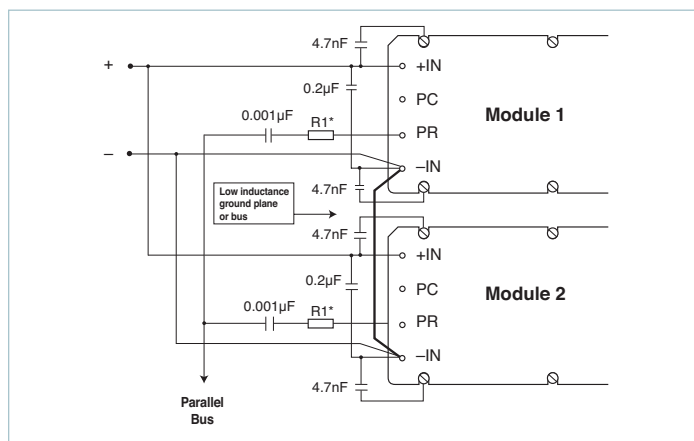 4.7nF
+
+IN
0.2µF
PC
Module 1
0.001µF
R1*
PR
–
–IN
4.7nF
Low inductance
ground plane
or bus
4.7nF
+IN
0.2µF
PC
Module 2
0.001µF
R1*
PR
–IN
4.7nF
Parallel
Bus